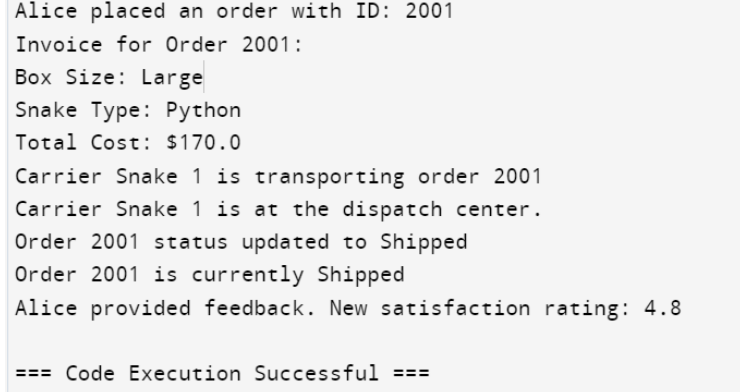 Alice placed an order with ID: 2001
Invoice for Order 2001:
Box Size: Large
Snake Type: Python
Total Cost: $170.0
Carrier Snake 1 is transporting order 2001
Carrier Snake 1 is at the dispatch center.
Order 2001 status updated to Shipped
Order 2001 is currently Shipped
Alice provided feedback. New satisfaction rating: 4.8
=== Code Execution Successful ===